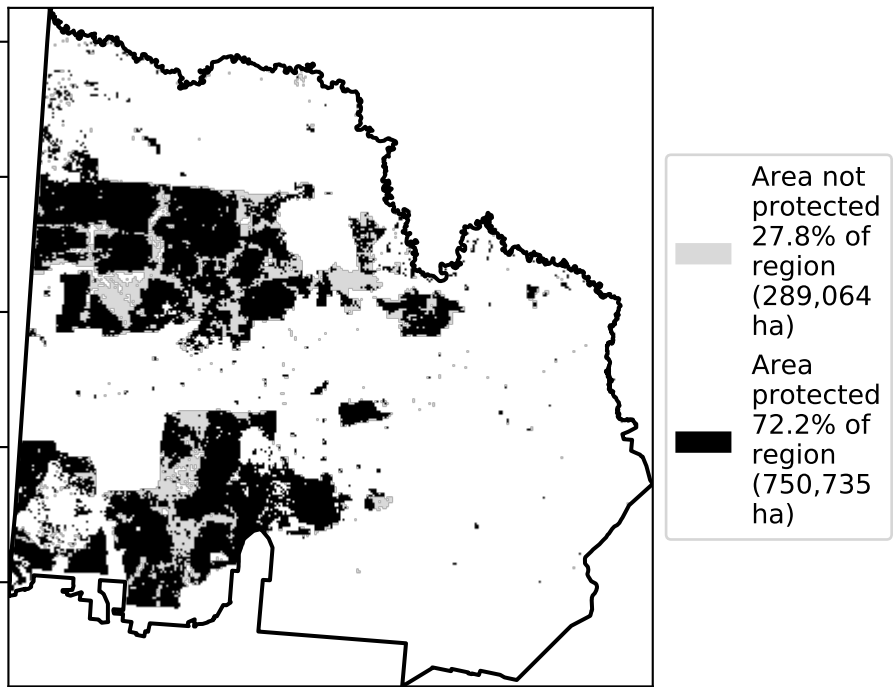 Area not
protected
27.8% of
region
(289,064
ha)
Area
protected
72.2% of
region
(750,735
ha)